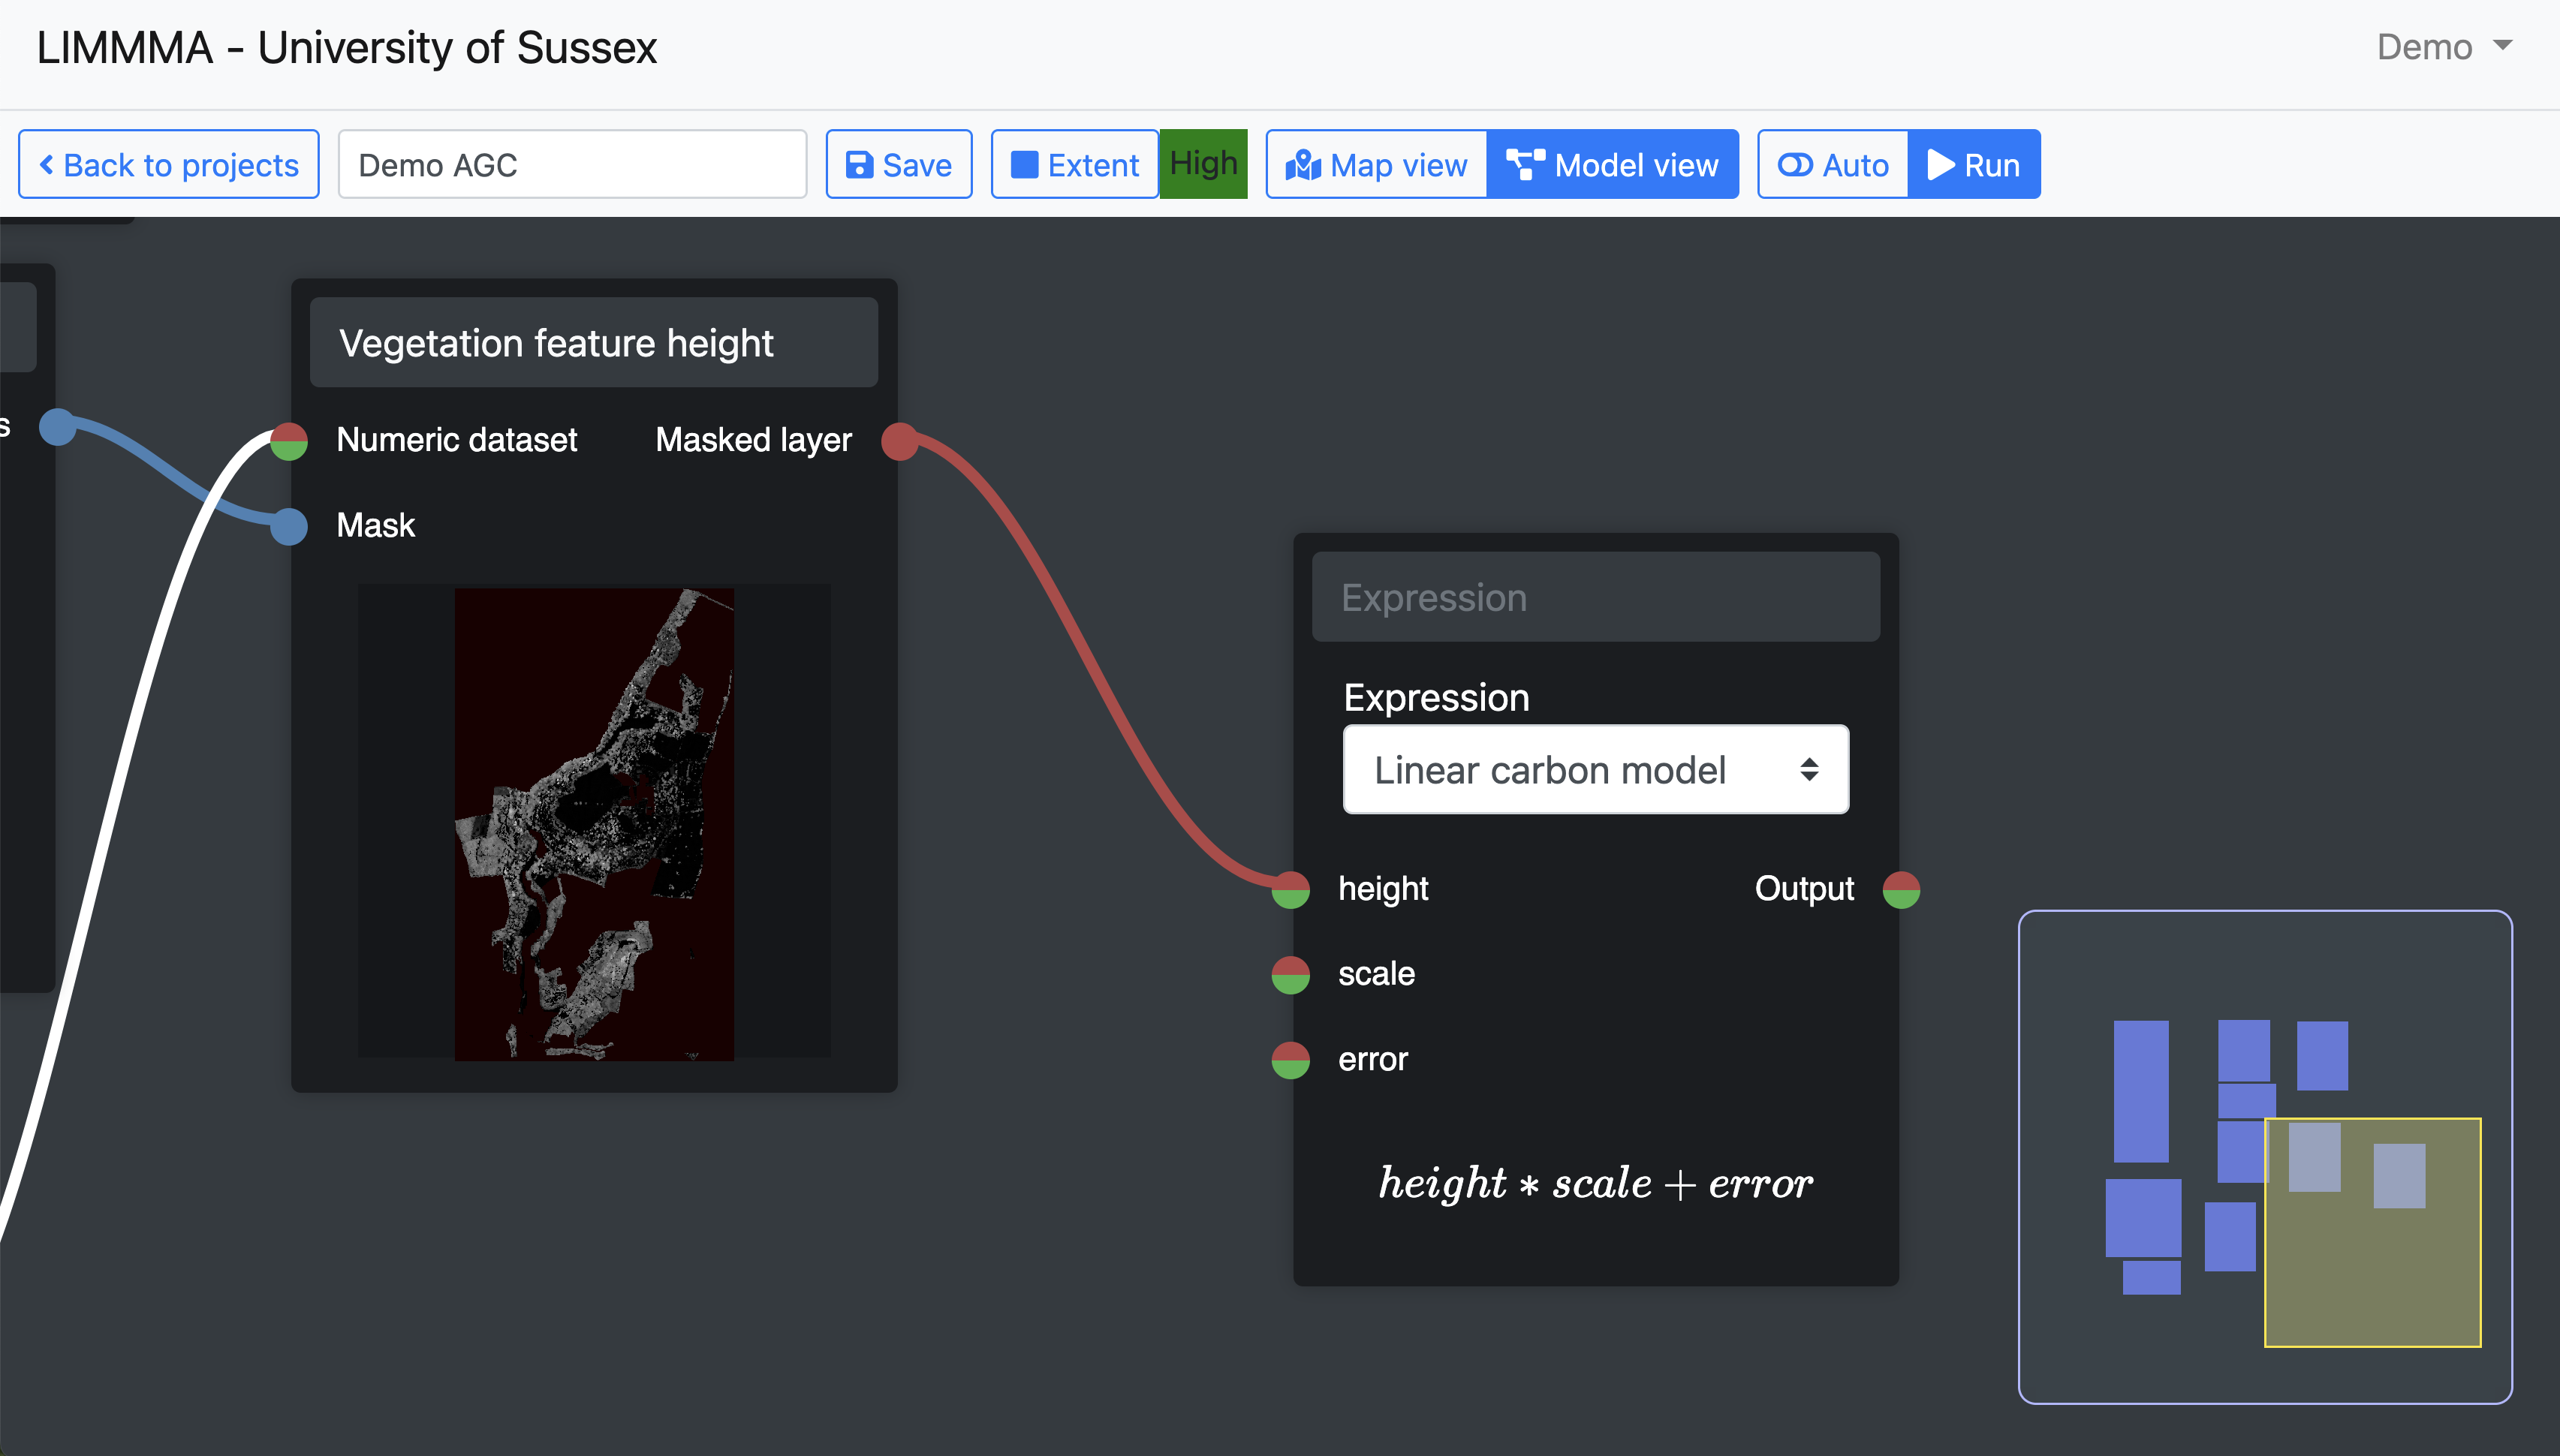 LIMMMA - University of Sussex
Demo
Back to projects
Demo AGC
Save
Extent
High
Map view
Model view
Auto
Run
s
Vegetation feature height
Numeric dataset
Masked layer
Mask
Expression
Expression
Linear carbon model
height
Output
scale
error
height * scale + error